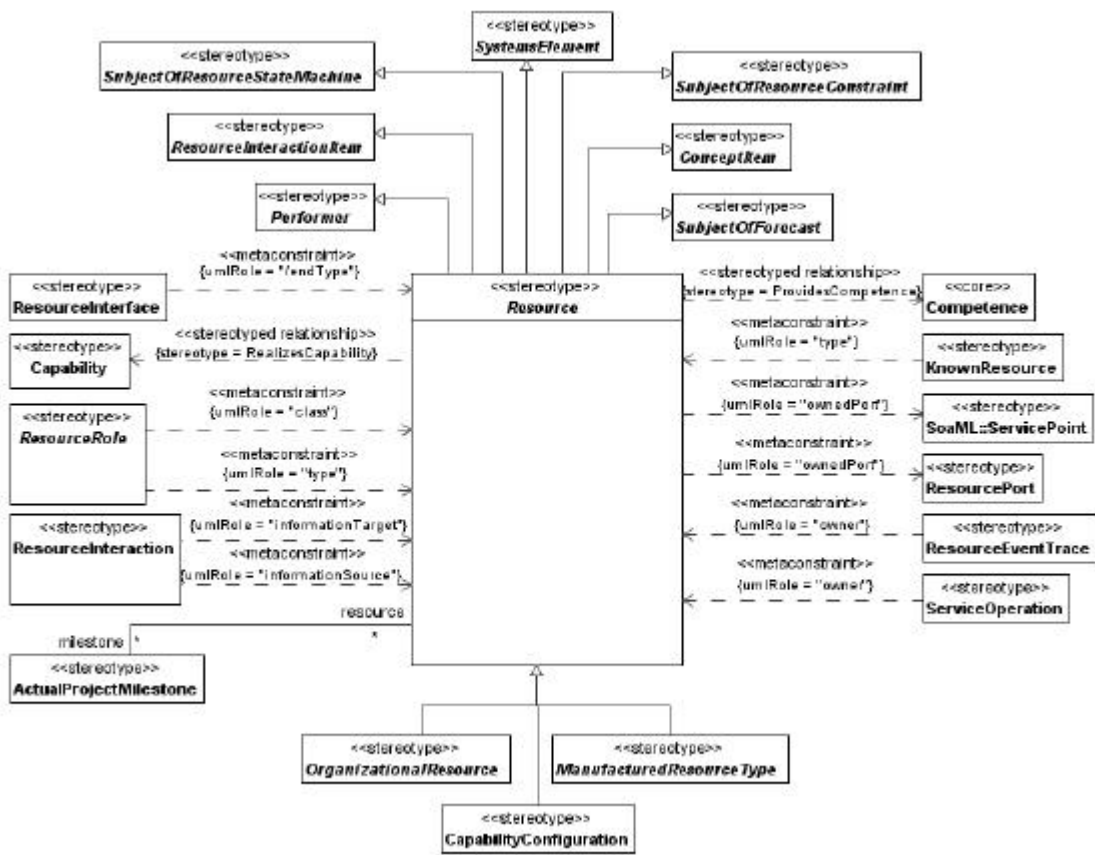 <<stereotype>>
SystemsElement
<<stereotype>>
SubjectOfResourceStateMachine
<<stereotype>>
SubjectOfResourceConstraint
<<stereotype>>
ResourceInteractionItem
<<stereotype>>
ConceptItem
<<stereotype>>
Performer
<<stereotype>>
SubjectOfForecast
<<metaconstraint>>
{umlRole = "/endType"}
<<stereotype>>
ResourceInterface
<<stereotype>>
Resource
<<stereotyped relationship>>
{stereotype = ProvidesCompetence}
<<core>>
Competence
<<stereotyped relationship>>
{stereotype = RealizesCapability}
<<stereotype>>
Capability
<<metaconstraint>>
{umlRole = "type"}
<<stereotype>>
KnownResource
<<metaconstraint>>
{umlRole = "class"}
<<stereotype>>
ResourceRole
<<metaconstraint>>
{umlRole = "type"}
<<metaconstraint>>
{umlRole = "ownedPort"}
<<stereotype>>
SoaML::ServicePoint
<<metaconstraint>>
{umlRole = "ownedPort"}
<<stereotype>>
ResourcePort
<<metaconstraint>>
{umlRole = "informationTarget"}
<<stereotype>>
ResourceInteraction
<<metaconstraint>>
{umlRole = "informationSource"}
<<metaconstraint>>
{umlRole = "owner"}
<<stereotype>>
ResourceEventTrace
<<metaconstraint>>
{umlRole = "owner"}
<<stereotype>>
ServiceOperation
resource
*
milestone *
<<stereotype>>
ActualProjectMilestone
<<stereotype>>
OrganizationalResource
<<stereotype>>
ManufacturedResourceType
<<stereotype>>
CapabilityConfiguration